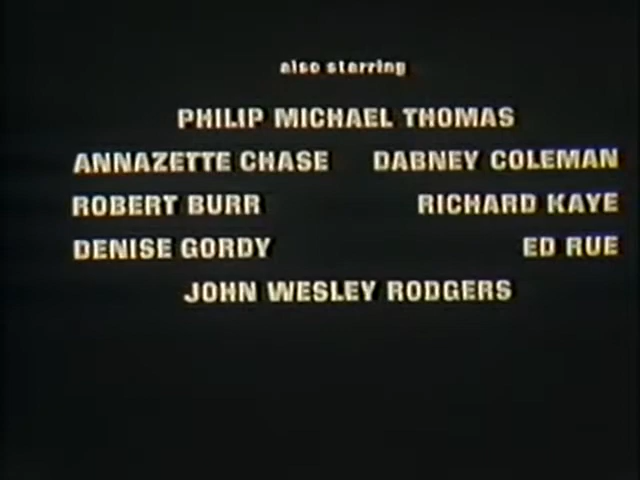 also starring
PHILIP MICHAEL THOMAS
ANNAZETTE CHASE DABNEY COLEMAN
ROBERT BURR RICHARD KAYE
DENISE GORDY ED RUE
JOHN WESLEY RODGERS